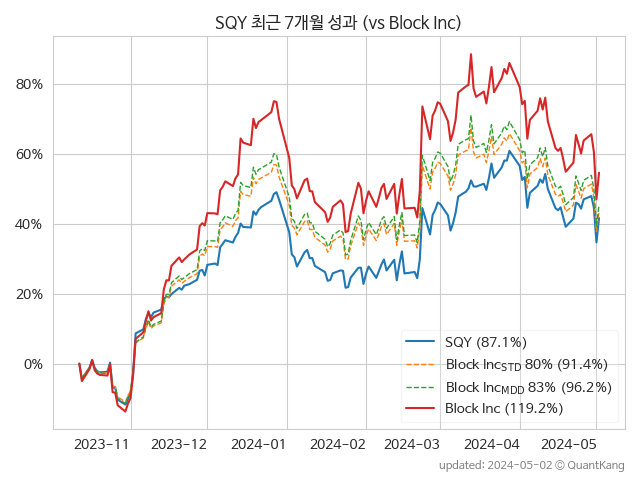 SQY 최근 7개월 성과 (vs Block Inc)
80%
60%
40%
20%
0%
SQY (87.1%)
Block IncSTD 80% (91.4%)
Block IncMDD 83% (96.2%)
Block Inc (119.2%)
2023-11 2023-12 2024-01 2024-02 2024-03 2024-04 2024-05
updated: 2024-05-02 © QuantKang